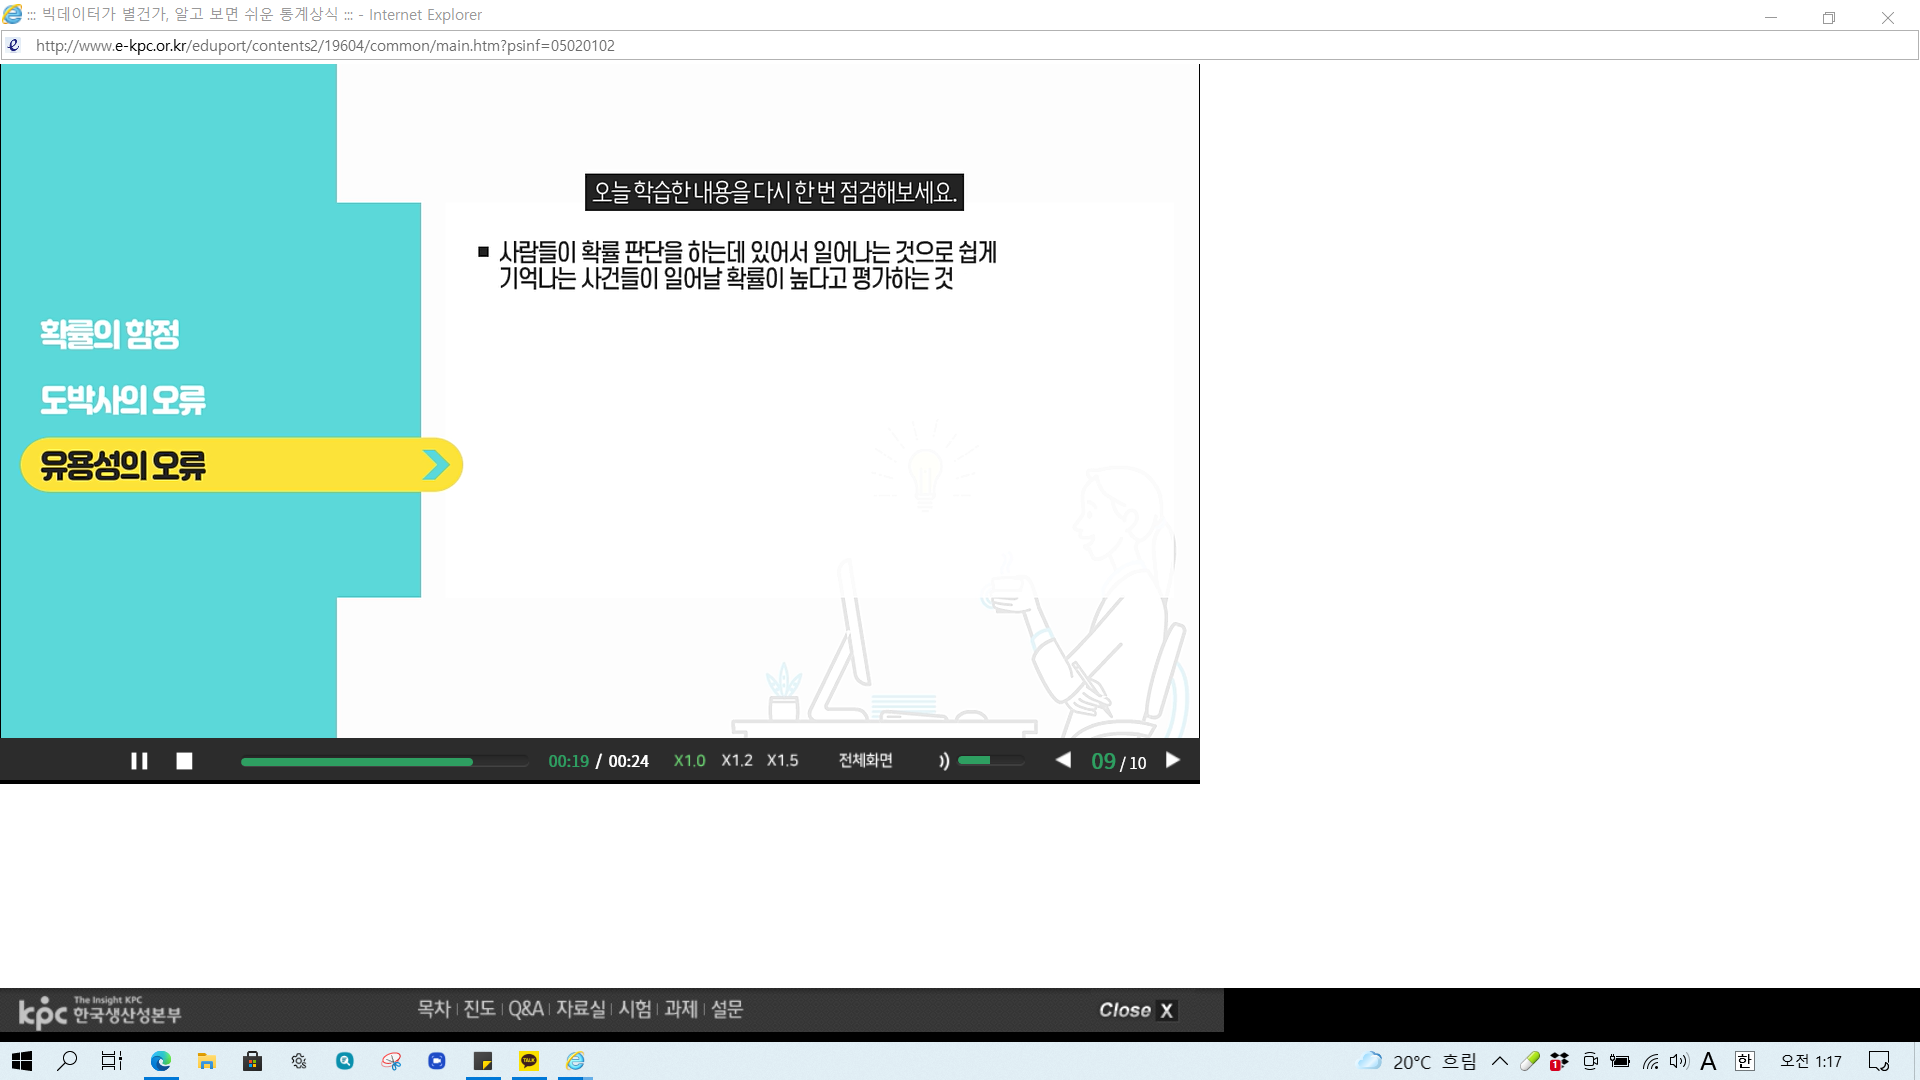 ::: 빅데이터가 별건가, 알고 보면 쉬운 통계상식 ::: - Internet Explorer
http://www.e-kpc.or.kr/eduport/contents2/19604/common/main.htm?psinf=05020102
오늘 학습한 내용을 다시 한 번 점검해보세요.
■ 사람들이 확률 판단을 하는데 있어서 일어나는 것으로 쉽게
기억나는 사건들이 일어날 확률이 높다고 평가하는 것
확률의 함정
도박사의 오류
유용성의 오류
00:19 / 00:24 X1.0 X1.2 X1.5 전체화면 09 / 10
The Insight KPC
kpc 한국생산성본부
목차 | 진도 | Q&A | 자료실 | 시험 | 과제 | 설문
Close X
TALK
1
20°C 흐림 A 한 오전 1:17